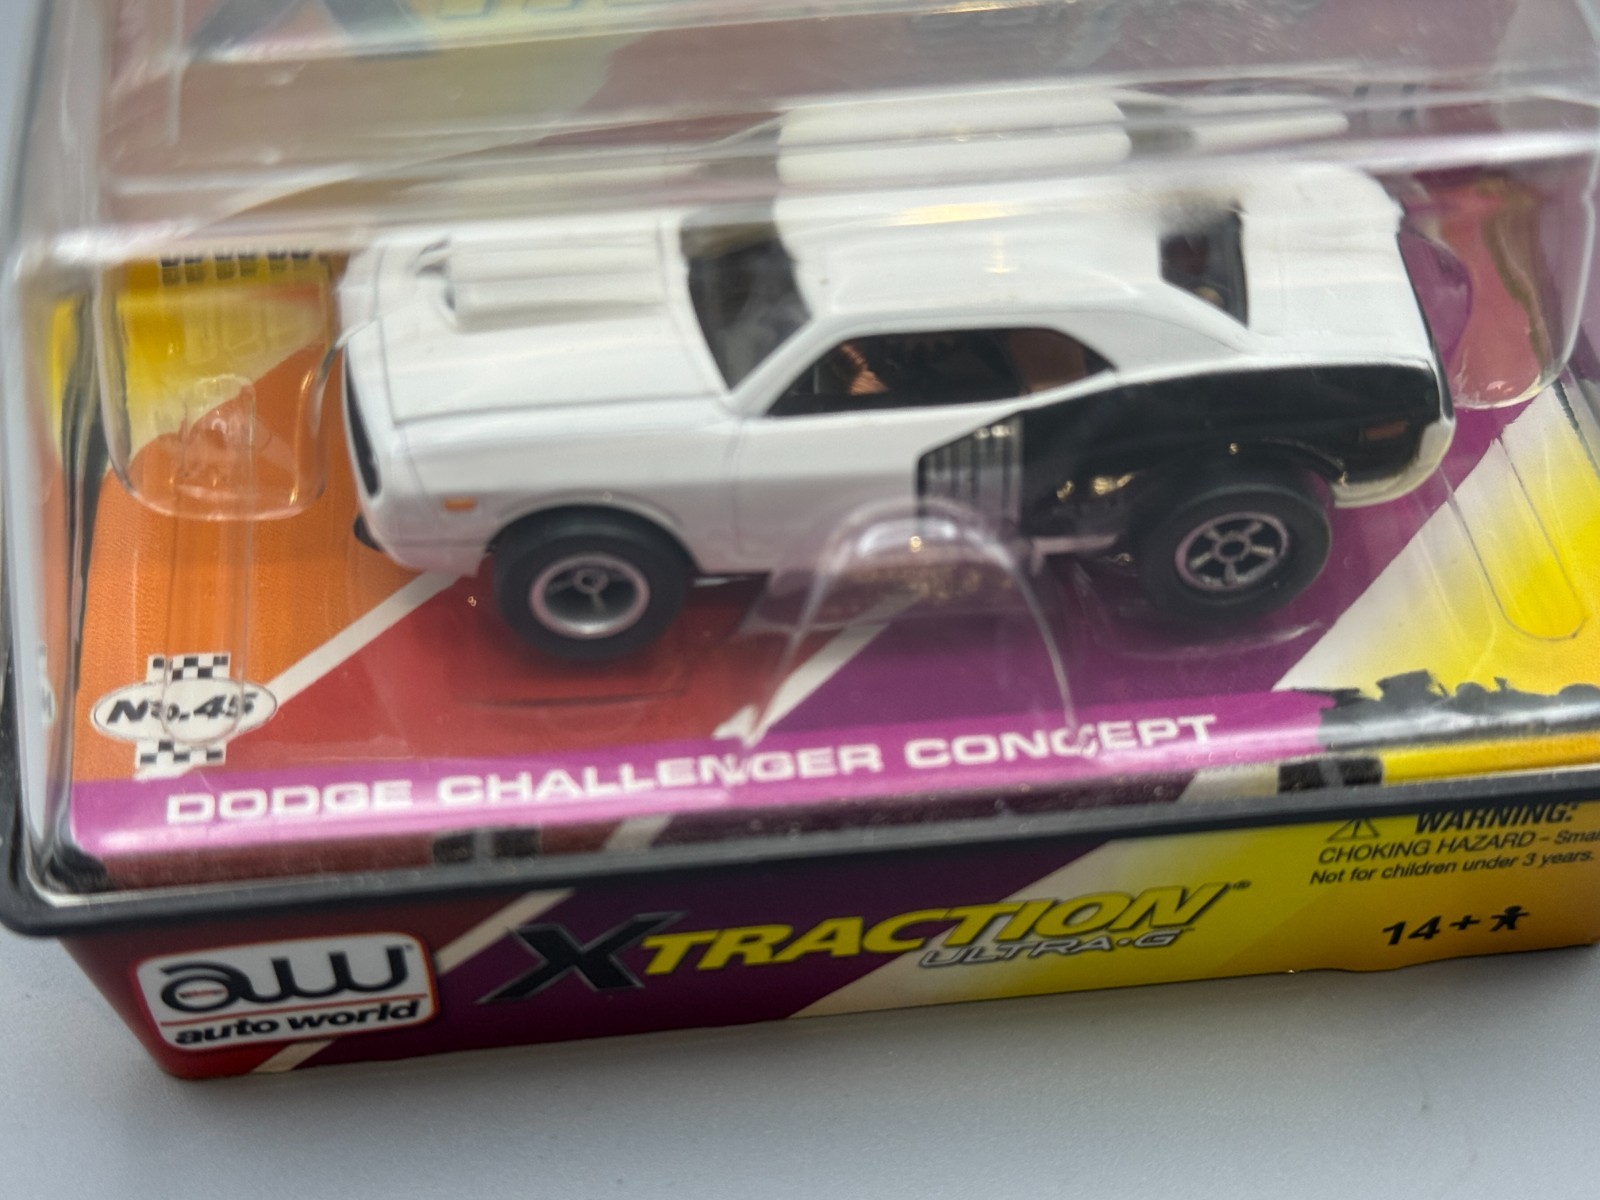 No.45
DODGE CHALLENGER CONCEPT
WARNING:
CHOKING HAZARD - Smal
Not for children under 3 years.
XTRACTION®
ULTRA•G™
14+
aw
auto world